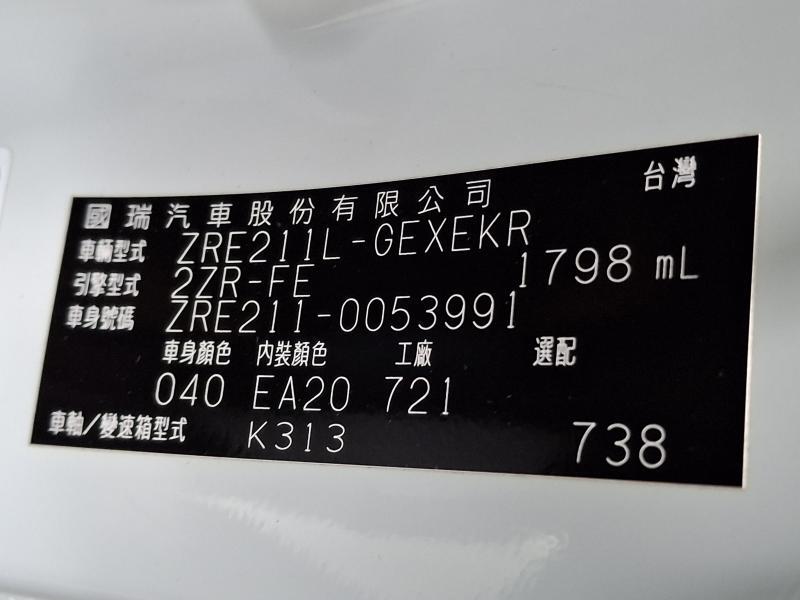 台灣
國瑞汽車股份有限公司
車輛型式 ZRE211L-GEXEKR
引擎型式 2ZR-FE 1798 mL
車身號碼 ZRE211-0053991
車身顏色 內裝顏色 工廠 選配
040 EA20 721
車軸/變速箱型式 K313 738